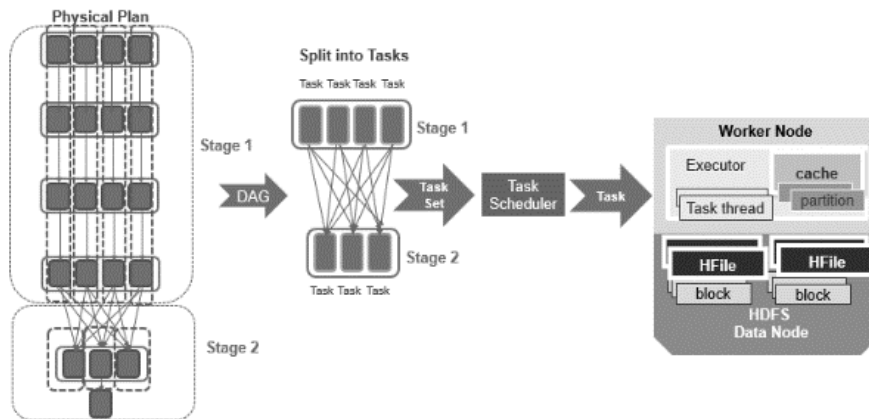 Physical Plan
Stage 1
Stage 2
DAG
Split into Tasks
Task Task Task Task
Stage 1
Stage 2
Task Task Task
Task
Set
Task
Scheduler
Task
Worker Node
Executor
cache
partition
Task thread
HFile
HFile
block
block
HDFS
Data Node